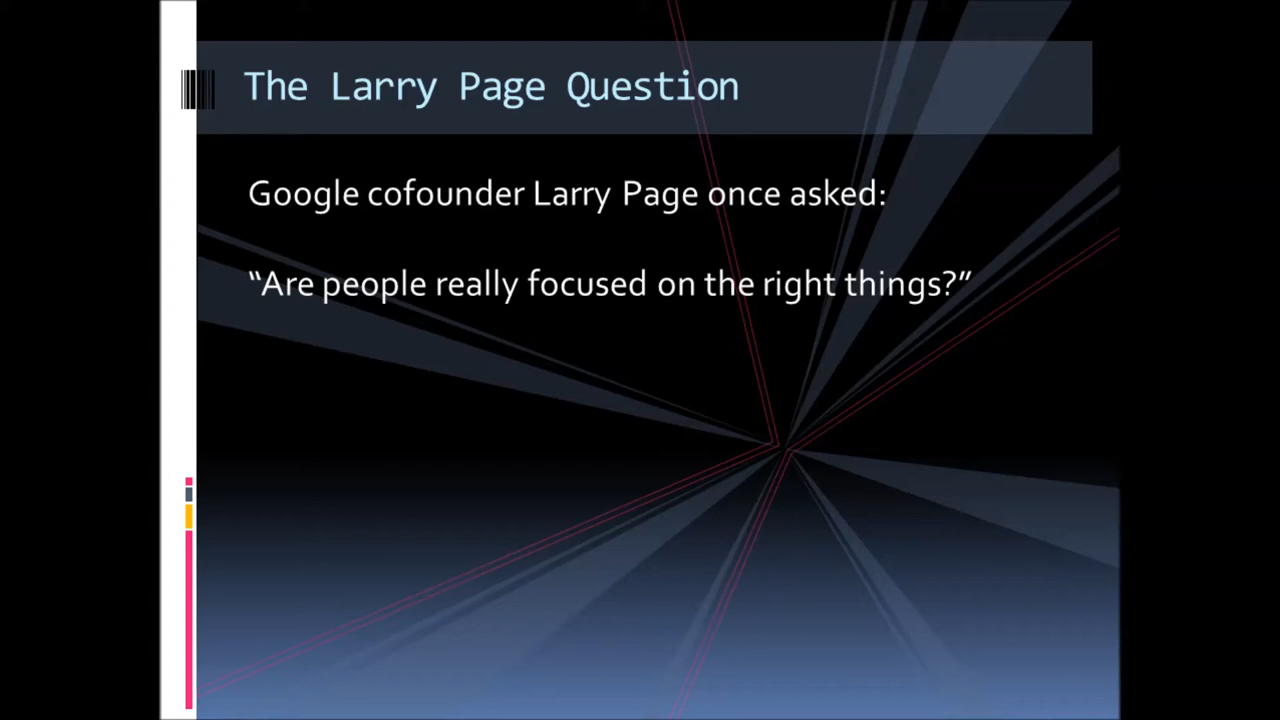 The Larry Page Question
Google cofounder Larry Page once asked:
“Are people really focused on the right things?”